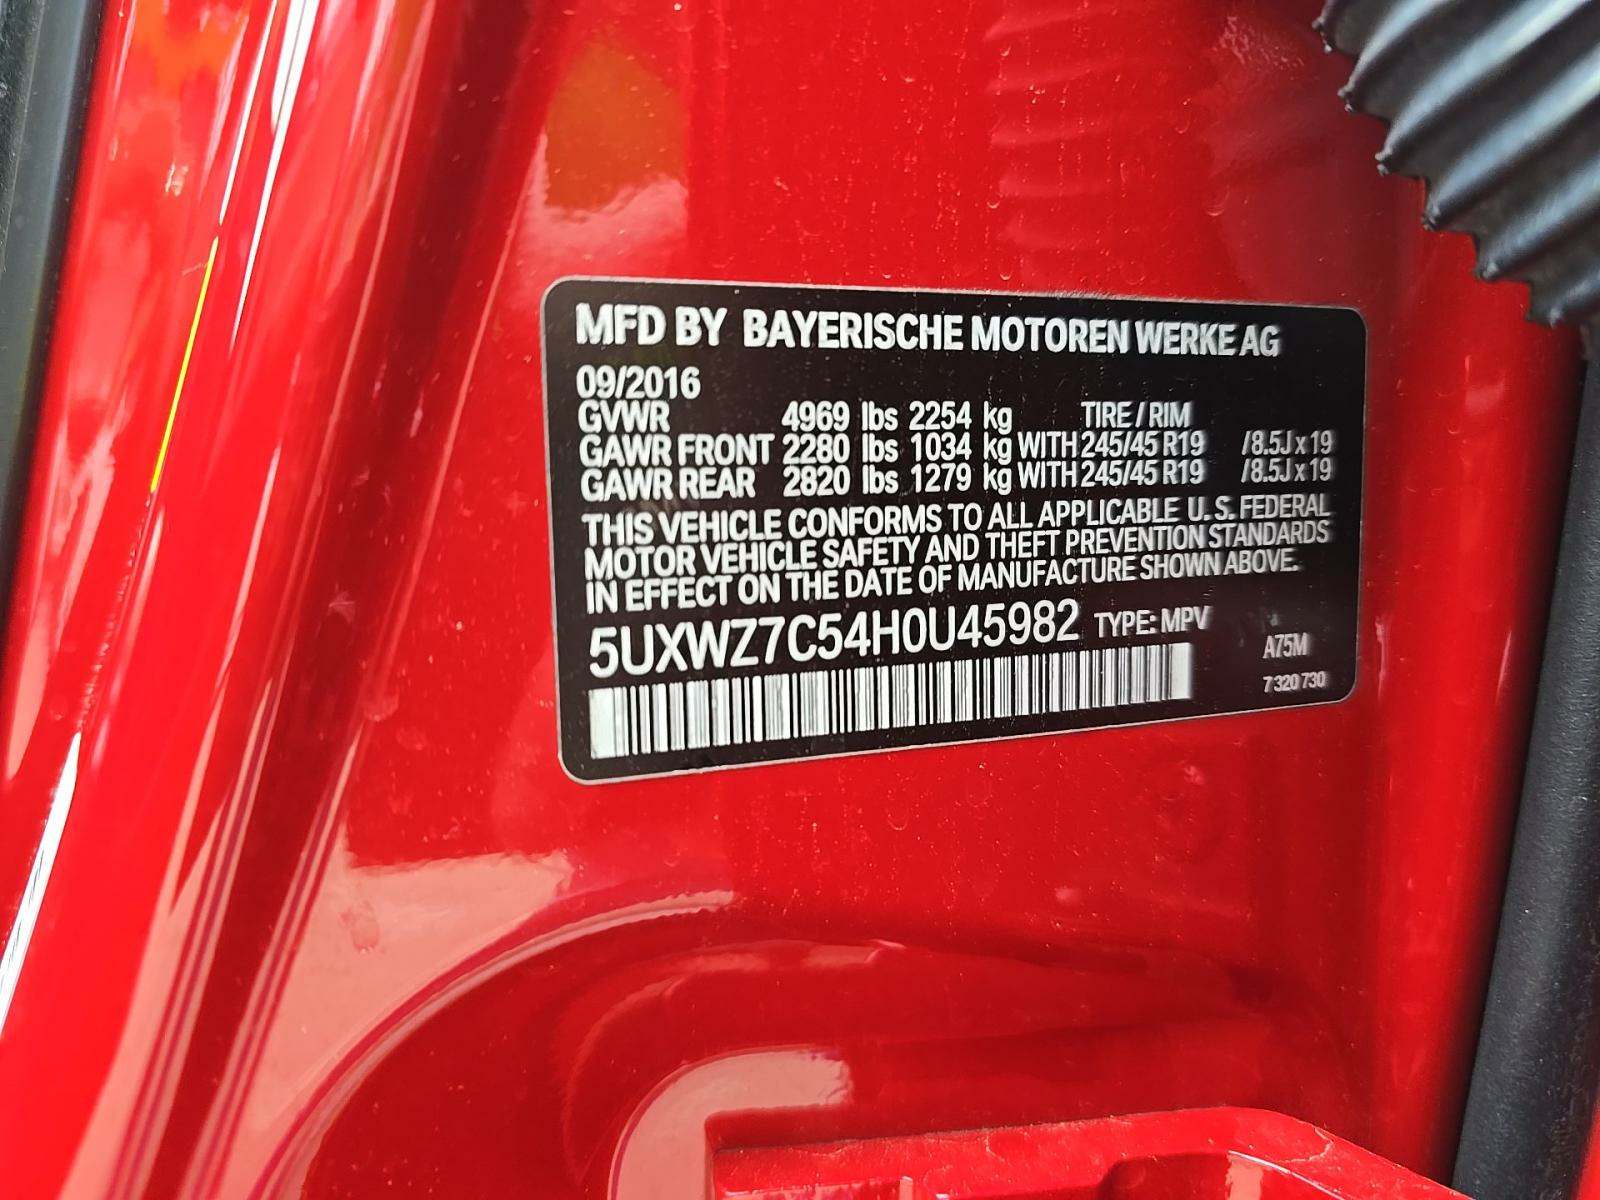 MFD BY BAYERISCHE MOTOREN WERKE AG
09/2016
GVWR 4969 lbs 2254 kg TIRE / RIM
GAWR FRONT 2280 lbs 1034 kg WITH 245/45 R19 /8.5J x 19
GAWR REAR 2820 lbs 1279 kg WITH 245/45 R19 /8.5J x 19
THIS VEHICLE CONFORMS TO ALL APPLICABLE U.S. FEDERAL
MOTOR VEHICLE SAFETY AND THEFT PREVENTION STANDARDS
IN EFFECT ON THE DATE OF MANUFACTURE SHOWN ABOVE.
5UXWZ7C54H0U45982 TYPE: MPV
A75M
7 320 730